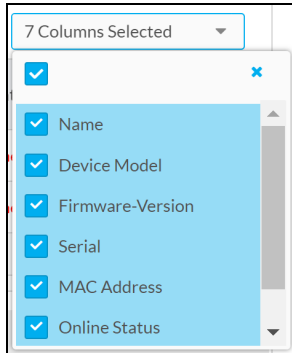 7 Columns Selected
Name
Device Model
Firmware-Version
Serial
MAC Address
Online Status